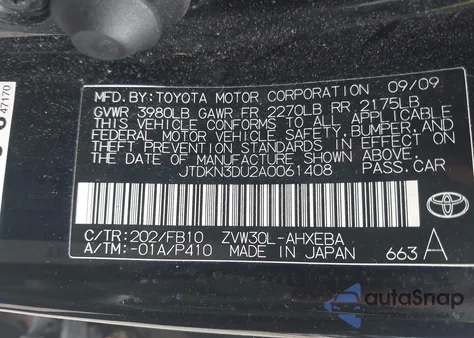 47170
MFD. BY: TOYOTA MOTOR CORPORATION 09/09
GVWR 3980LB GAWR FR 2270LB RR 2175LB
THIS VEHICLE CONFORMS TO ALL APPLICABLE
FEDERAL MOTOR VEHICLE SAFETY, BUMPER, AND
THEFT PREVENTION STANDARDS IN EFFECT ON
THE DATE OF MANUFACTURE SHOWN ABOVE.
JTDKN3DU2A0061408 PASS.CAR
C/TR: 202/FB10 ZVW30L-AHXEBA
A/TM: -01A/P410 MADE IN JAPAN 663 A
TOYOTA
autoSnap